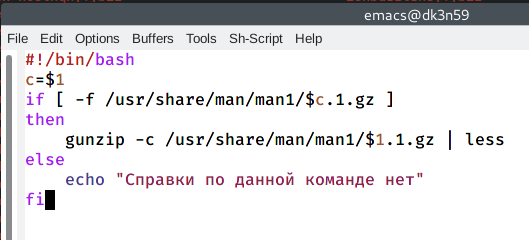 emacs@dk3n59
File Edit Options Buffers Tools Sh-Script Help
#!/bin/bash
c=$1
if [ -f /usr/share/man/man1/$c.1.gz ]
then
    gunzip -c /usr/share/man/man1/$1.1.gz | less
else
    echo "Справки по данной команде нет"
fi